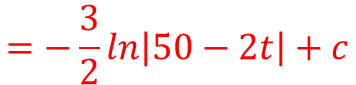 = − 3/2 ln|50 − 2t| + c